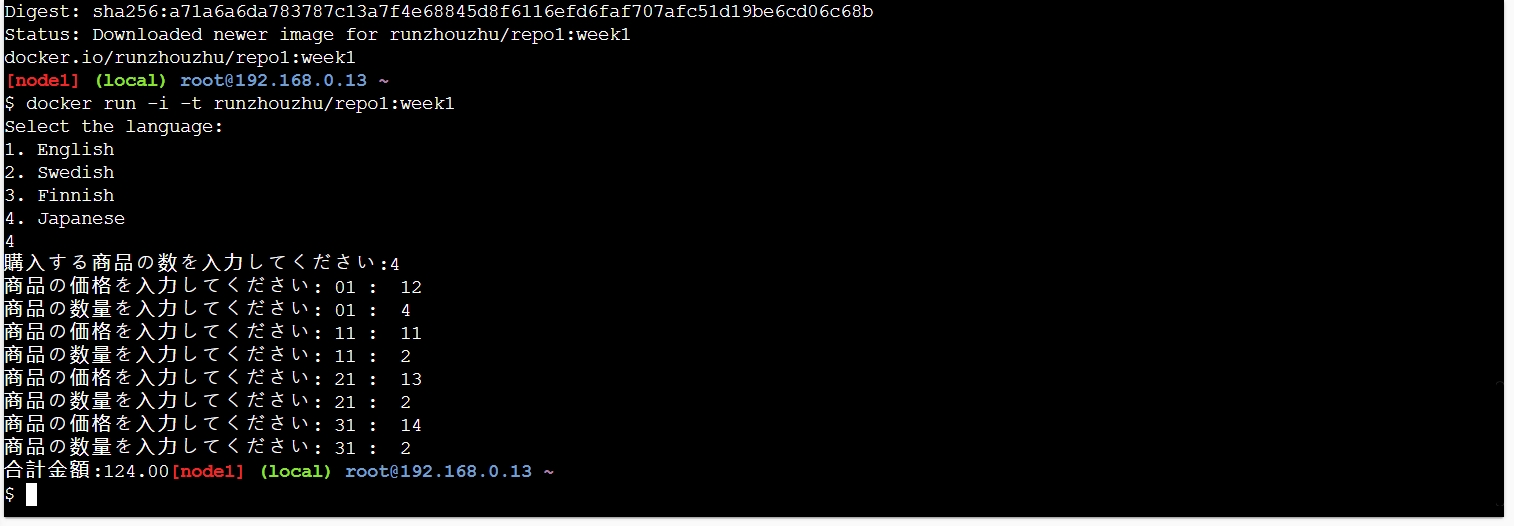 Digest: sha256:a71a6a6da783787c13a7f4e68845d8f6116efd6faf707afc51d19be6cd06c68b
Status: Downloaded newer image for runzhouzhu/repo1:week1
docker.io/runzhouzhu/repo1:week1
[node1] (local) root@192.168.0.13 ~
$ docker run -i -t runzhouzhu/repo1:week1
Select the language:
1. English
2. Swedish
3. Finnish
4. Japanese
4
購入する商品の数を入力してください:4
商品の価格を入力してください: 01 :  12
商品の数量を入力してください: 01 :  4
商品の価格を入力してください: 11 :  11
商品の数量を入力してください: 11 :  2
商品の価格を入力してください: 21 :  13
商品の数量を入力してください: 21 :  2
商品の価格を入力してください: 31 :  14
商品の数量を入力してください: 31 :  2
合計金額:124.00[node1] (local) root@192.168.0.13 ~
$